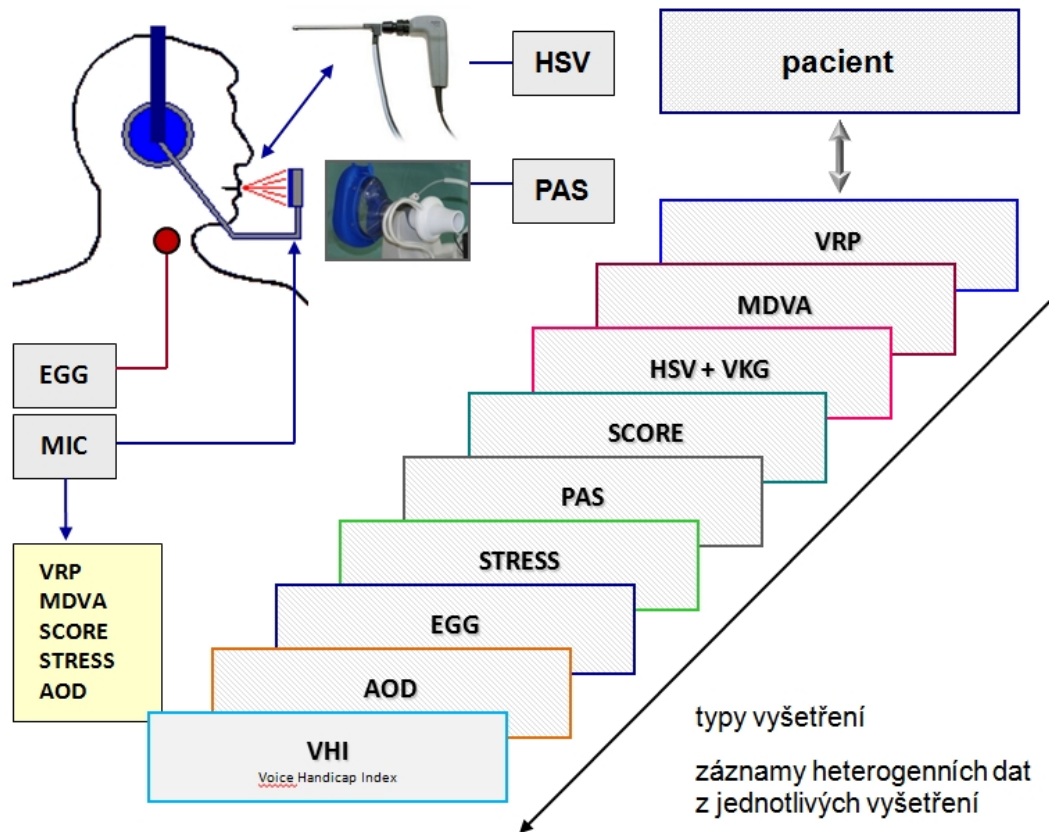 HSV
pacient
PAS
VRP
MDVA
HSV + VKG
EGG
MIC
SCORE
PAS
STRESS
EGG
AOD
VHI
Voice Handicap Index
VRP
MDVA
SCORE
STRESS
AOD
typy vyšetření
záznamy heterogenních dat
z jednotlivých vyšetření